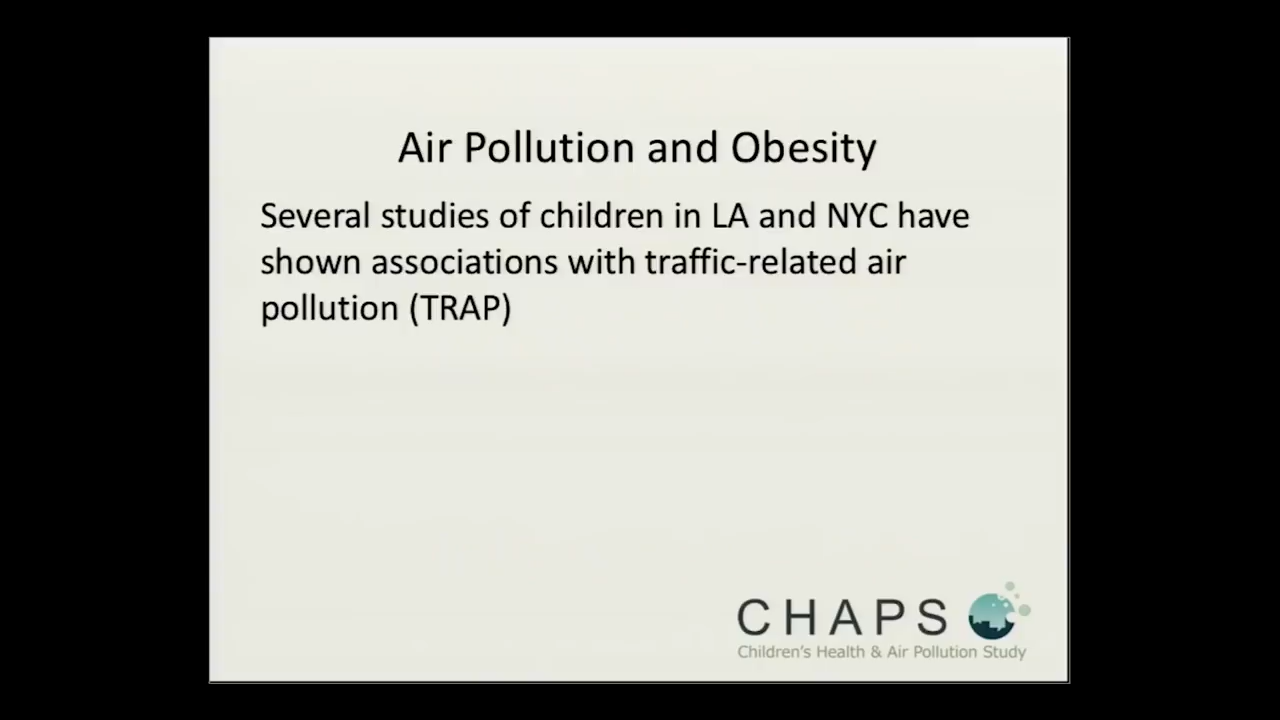 Air Pollution and Obesity
Several studies of children in LA and NYC have
shown associations with traffic-related air
pollution (TRAP)
CHAPS
Children's Health & Air Pollution Study